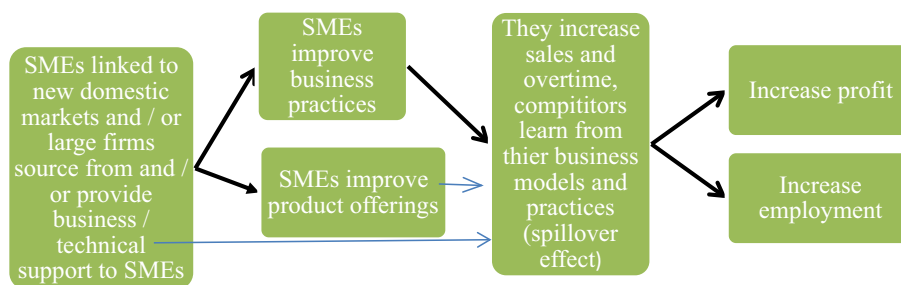 SMEs linked to
new domestic
markets and / or
large firms
source from and /
or provide
business /
technical
support to SMEs
SMEs
improve
business
practices
SMEs improve
product offerings
They increase
sales and
overtime,
compititors
learn from
thier business
models and
practices
(spillover
effect)
Increase profit
Increase
employment